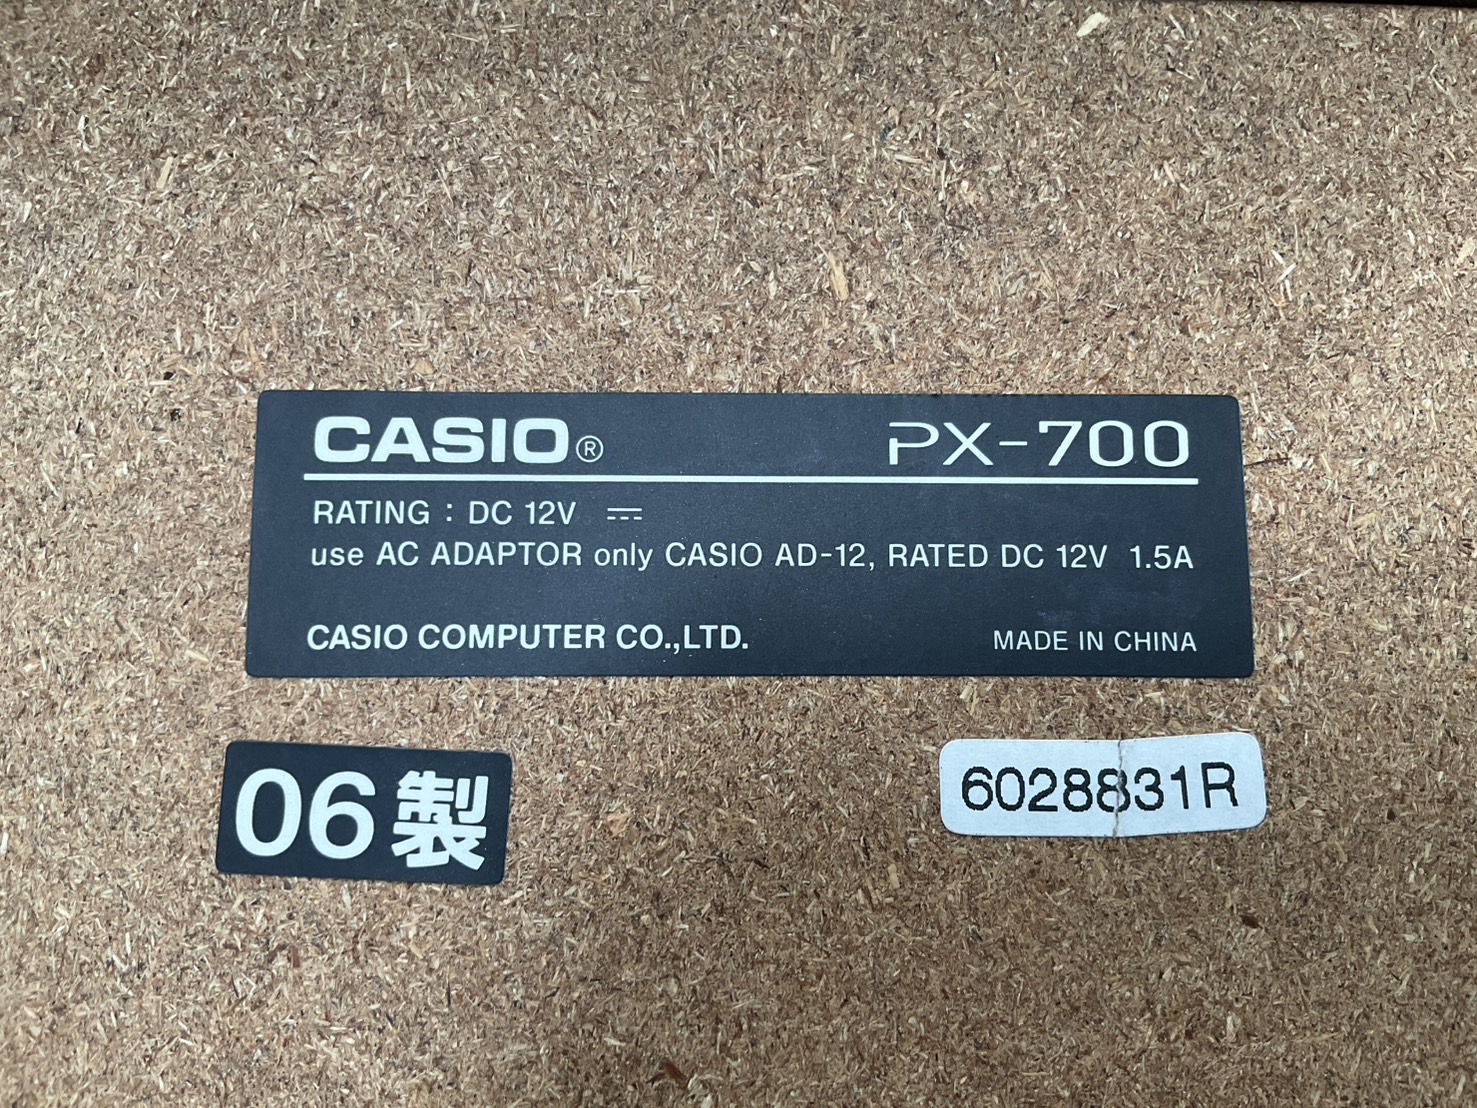 CASIO® PX-700
RATING : DC 12V ⎓
use AC ADAPTOR only CASIO AD-12, RATED DC 12V 1.5A
CASIO COMPUTER CO.,LTD. MADE IN CHINA
06製 6028831R